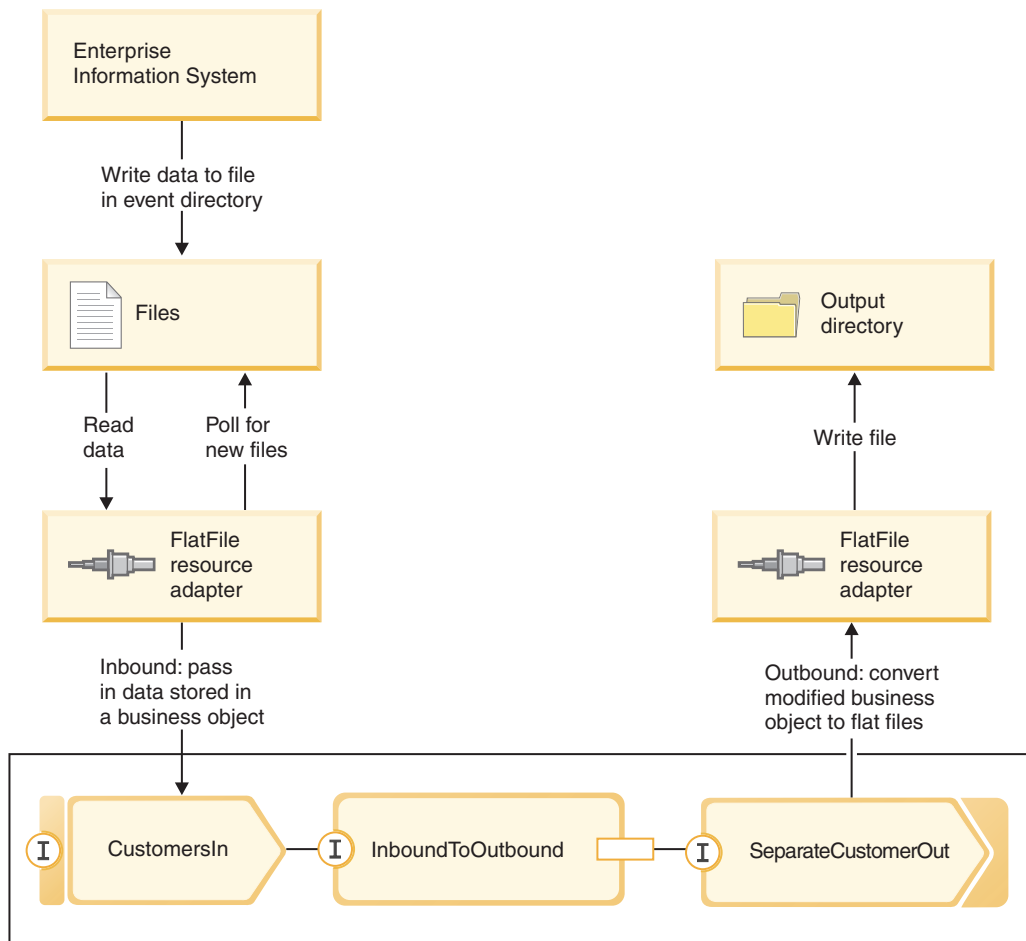 Enterprise
Information System
Write data to file
in event directory
Files
Output
directory
Read
data
Poll for
new files
Write file
FlatFile
resource
adapter
FlatFile
resource
adapter
Inbound: pass
in data stored in
a business object
Outbound: convert
modified business
object to flat files
I
CustomersIn
I
InboundToOutbound
I
SeparateCustomerOut